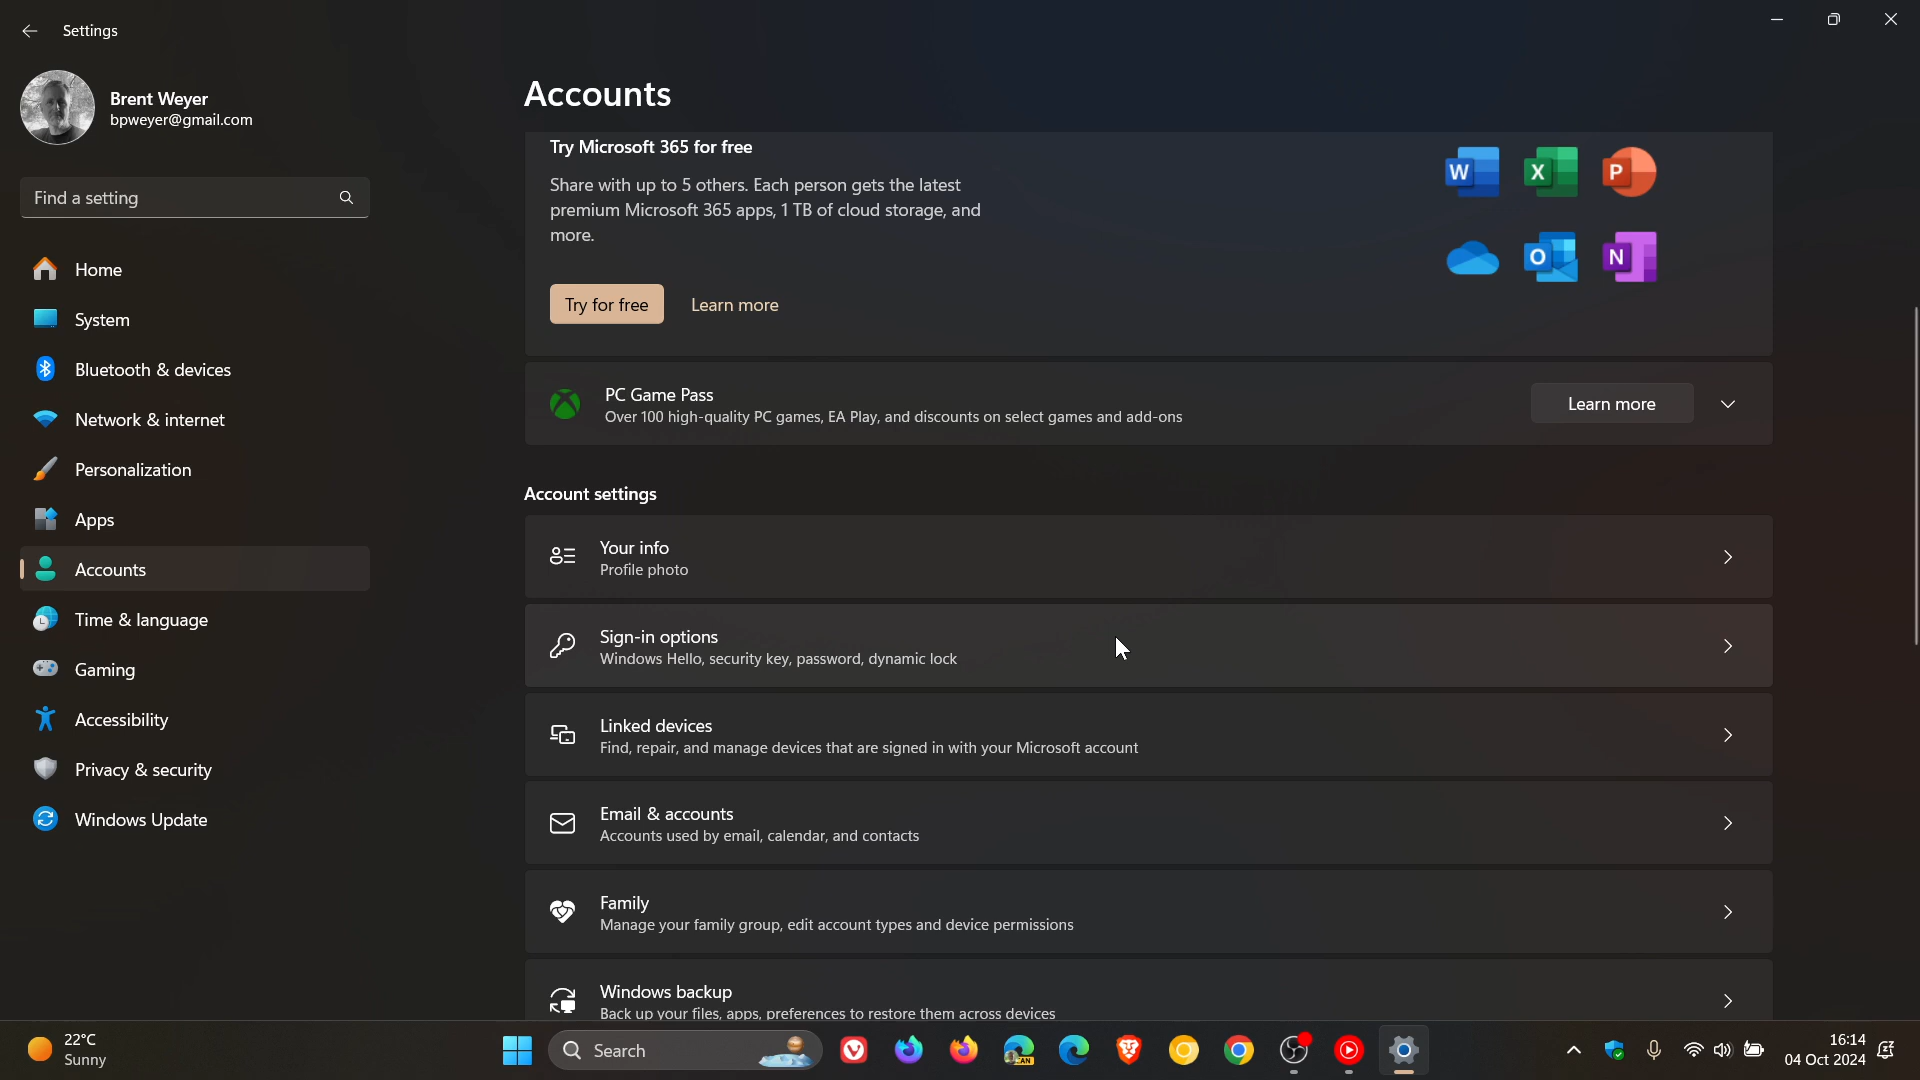 Settings
Brent Weyer
bpweyer@gmail.com
Find a setting
Home
System
Bluetooth & devices
Network & internet
Personalization
Apps
Accounts
Time & language
Gaming
Accessibility
Privacy & security
Windows Update
Accounts
Try Microsoft 365 for free
Share with up to 5 others. Each person gets the latest
premium Microsoft 365 apps, 1 TB of cloud storage, and
more.
Try for free
Learn more
W
X
P
O
N
PC Game Pass
Over 100 high-quality PC games, EA Play, and discounts on select games and add-ons
Learn more
Account settings
Your info
Profile photo
Sign-in options
Windows Hello, security key, password, dynamic lock
Linked devices
Find, repair, and manage devices that are signed in with your Microsoft account
Email & accounts
Accounts used by email, calendar, and contacts
Family
Manage your family group, edit account types and device permissions
Windows backup
Back up your files, apps, preferences to restore them across devices
22°C
Sunny
Search
CAN
16:14
04 Oct 2024